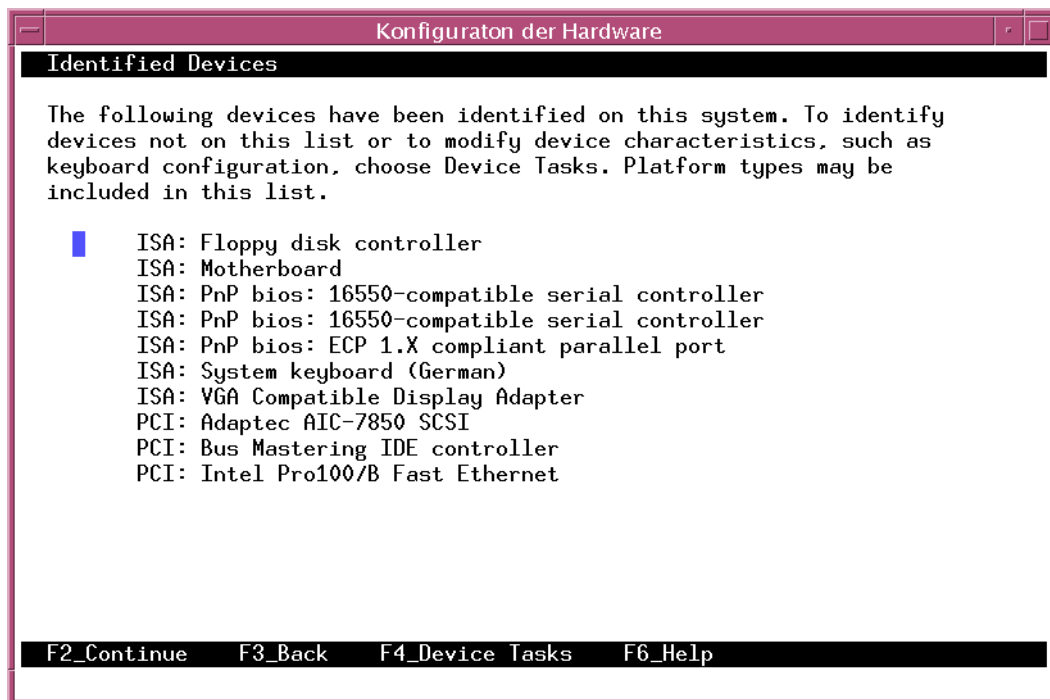 Konfiguraton der Hardware
Identified Devices
The following devices have been identified on this system. To identify
devices not on this list or to modify device characteristics, such as
keyboard configuration, choose Device Tasks. Platform types may be
included in this list.
ISA: Floppy disk controller
ISA: Motherboard
ISA: PnP bios: 16550-compatible serial controller
ISA: PnP bios: 16550-compatible serial controller
ISA: PnP bios: ECP 1.X compliant parallel port
ISA: System keyboard (German)
ISA: VGA Compatible Display Adapter
PCI: Adaptec AIC-7850 SCSI
PCI: Bus Mastering IDE controller
PCI: Intel Pro100/B Fast Ethernet
F2_Continue F3_Back F4_Device Tasks F6_Help